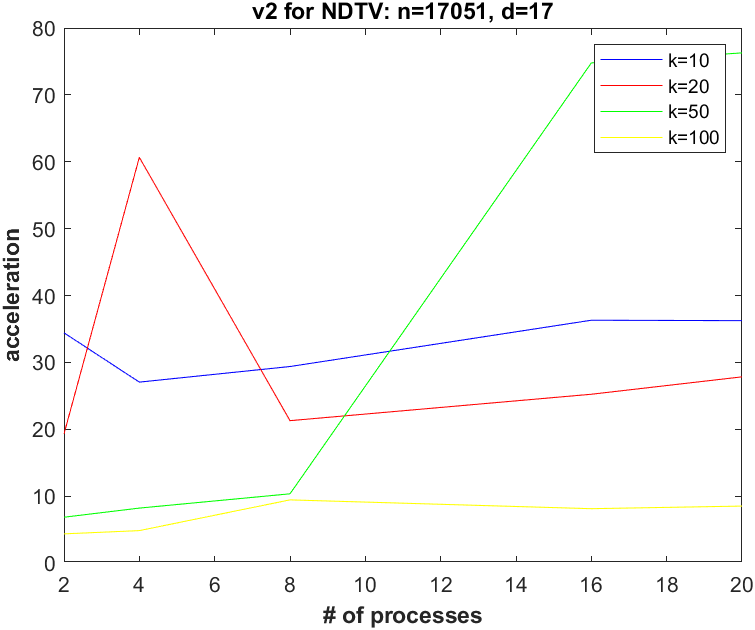 v2 for NDTV: n=17051, d=17
80
70
60
50
40
30
20
10
0
acceleration
k=10
k=20
k=50
k=100
2 4 6 8 10 12 14 16 18 20
# of processes